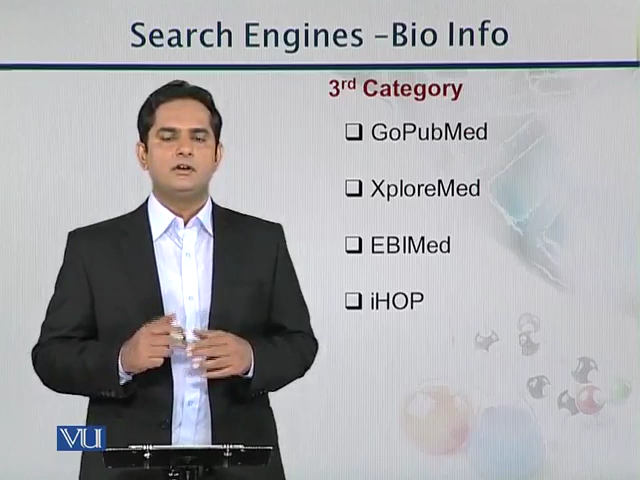 Search Engines –Bio Info
3rd Category
❑ GoPubMed
❑ XploreMed
❑ EBIMed
❑ iHOP
VU